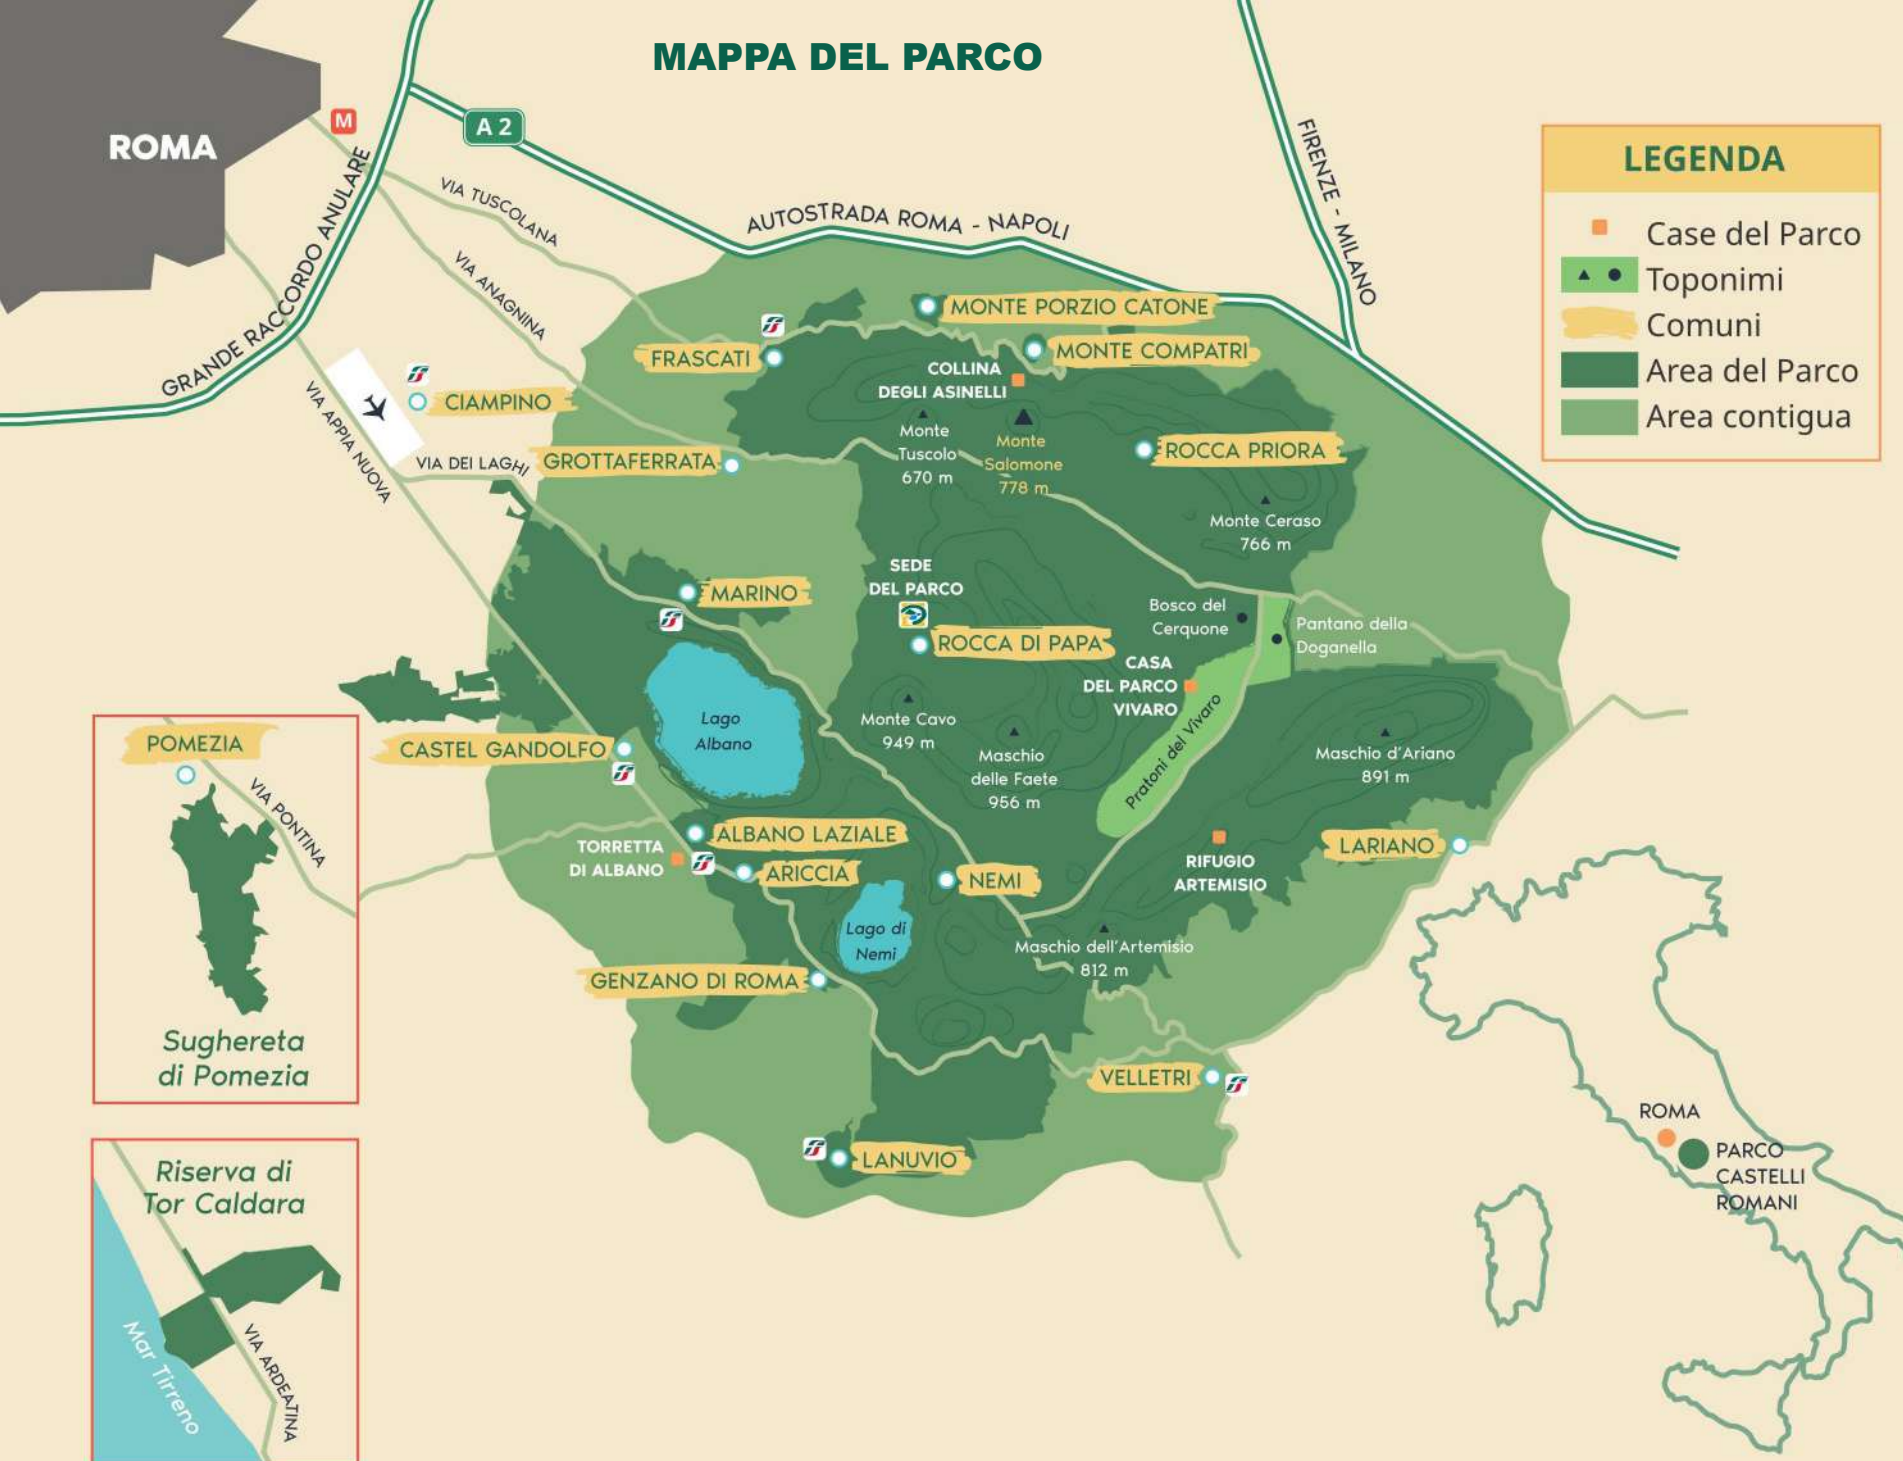 MAPPA DEL PARCO
ROMA
M
A 2
GRANDE RACCORDO ANULARE
VIA TUSCOLANA
VIA ANAGNINA
AUTOSTRADA ROMA - NAPOLI
FIRENZE - MILANO
LEGENDA
Case del Parco
Toponimi
Comuni
Area del Parco
Area contigua
MONTE PORZIO CATONE
FRASCATI
MONTE COMPATRI
COLLINA
DEGLI ASINELLI
CIAMPINO
VIA APPIA NUOVA
VIA DEI LAGHI
GROTTAFERRATA
Monte
Tuscolo
670 m
Monte
Salomone
778 m
ROCCA PRIORA
Monte Ceraso
766 m
SEDE
DEL PARCO
MARINO
ROCCA DI PAPA
Bosco del
Cerquone
Pantano della
Doganella
CASA
DEL PARCO
VIVARO
Pratoni del Vivaro
Lago
Albano
Monte Cavo
949 m
Maschio
delle Faete
956 m
Maschio d'Ariano
891 m
CASTEL GANDOLFO
POMEZIA
VIA PONTINA
Sughereta
di Pomezia
TORRETTA
DI ALBANO
ALBANO LAZIALE
ARICCIA
NEMI
LARIANO
RIFUGIO
ARTEMISIO
Lago di
Nemi
Maschio dell'Artemisio
812 m
GENZANO DI ROMA
VELLETRI
LANUVIO
Riserva di
Tor Caldara
Mar Tirreno
VIA ARDEATINA
ROMA
PARCO
CASTELLI
ROMANI